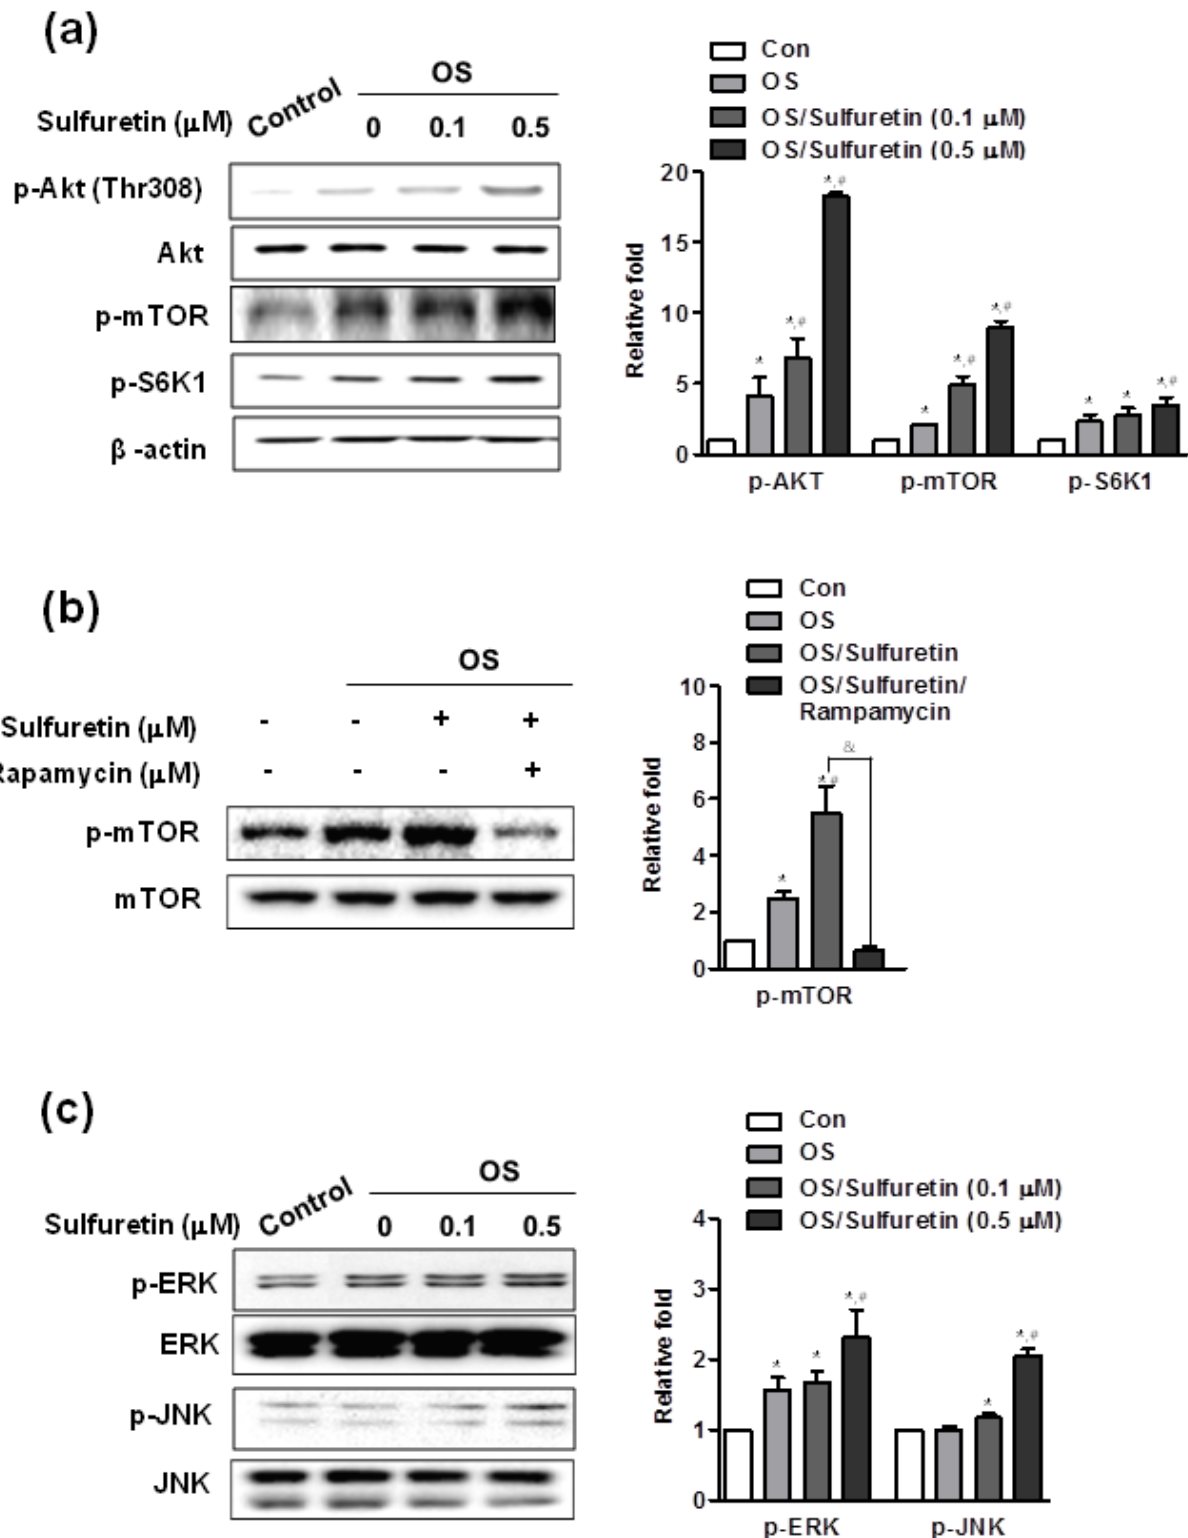 (a)
OS
Sulfuretin (μM) Control 0 0.1 0.5
p-Akt (Thr308)
Akt
p-mTOR
p-S6K1
β -actin
Con
OS
OS/Sulfuretin (0.1 μM)
OS/Sulfuretin (0.5 μM)
Relative fold
20
15
10
5
0
*
*,#
*,#
*
*,#
*,#
*
*
*,#
p-AKT p-mTOR p-S6K1
(b)
OS
Sulfuretin (μM) - - + +
Rapamycin (μM) - - - +
p-mTOR
mTOR
Con
OS
OS/Sulfuretin
OS/Sulfuretin/
Rampamycin
Relative fold
10
8
6
4
2
0
&
*
*,#
p-mTOR
(c)
OS
Sulfuretin (μM) Control 0 0.1 0.5
p-ERK
ERK
p-JNK
JNK
Con
OS
OS/Sulfuretin (0.1 μM)
OS/Sulfuretin (0.5 μM)
Relative fold
4
3
2
1
0
*
*
*,#
*
*,#
p-ERK p-JNK